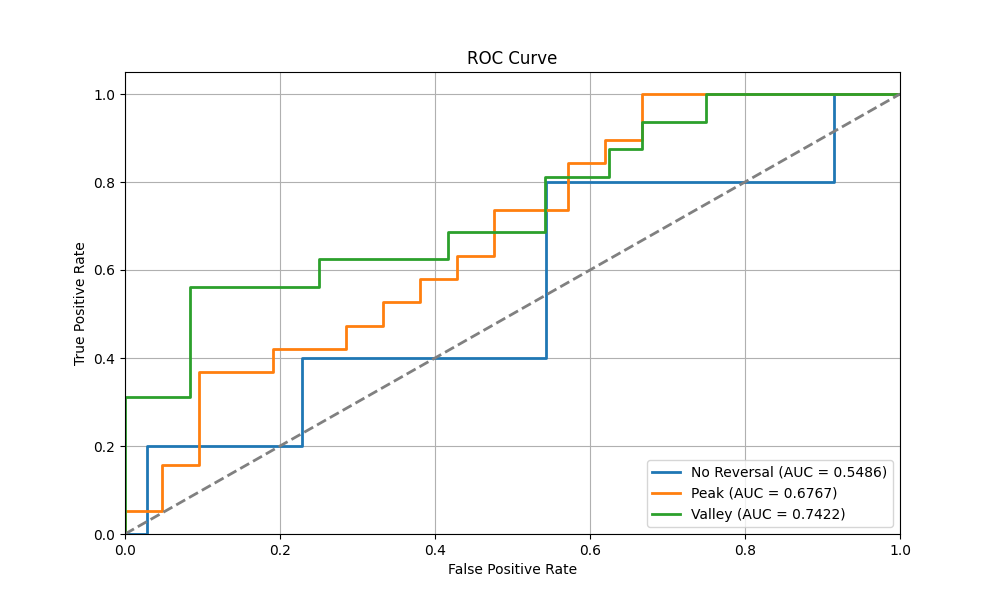 ROC Curve
True Positive Rate
1.0
0.8
0.6
0.4
0.2
0.0
0.0 0.2 0.4 0.6 0.8 1.0
False Positive Rate
No Reversal (AUC = 0.5486)
Peak (AUC = 0.6767)
Valley (AUC = 0.7422)